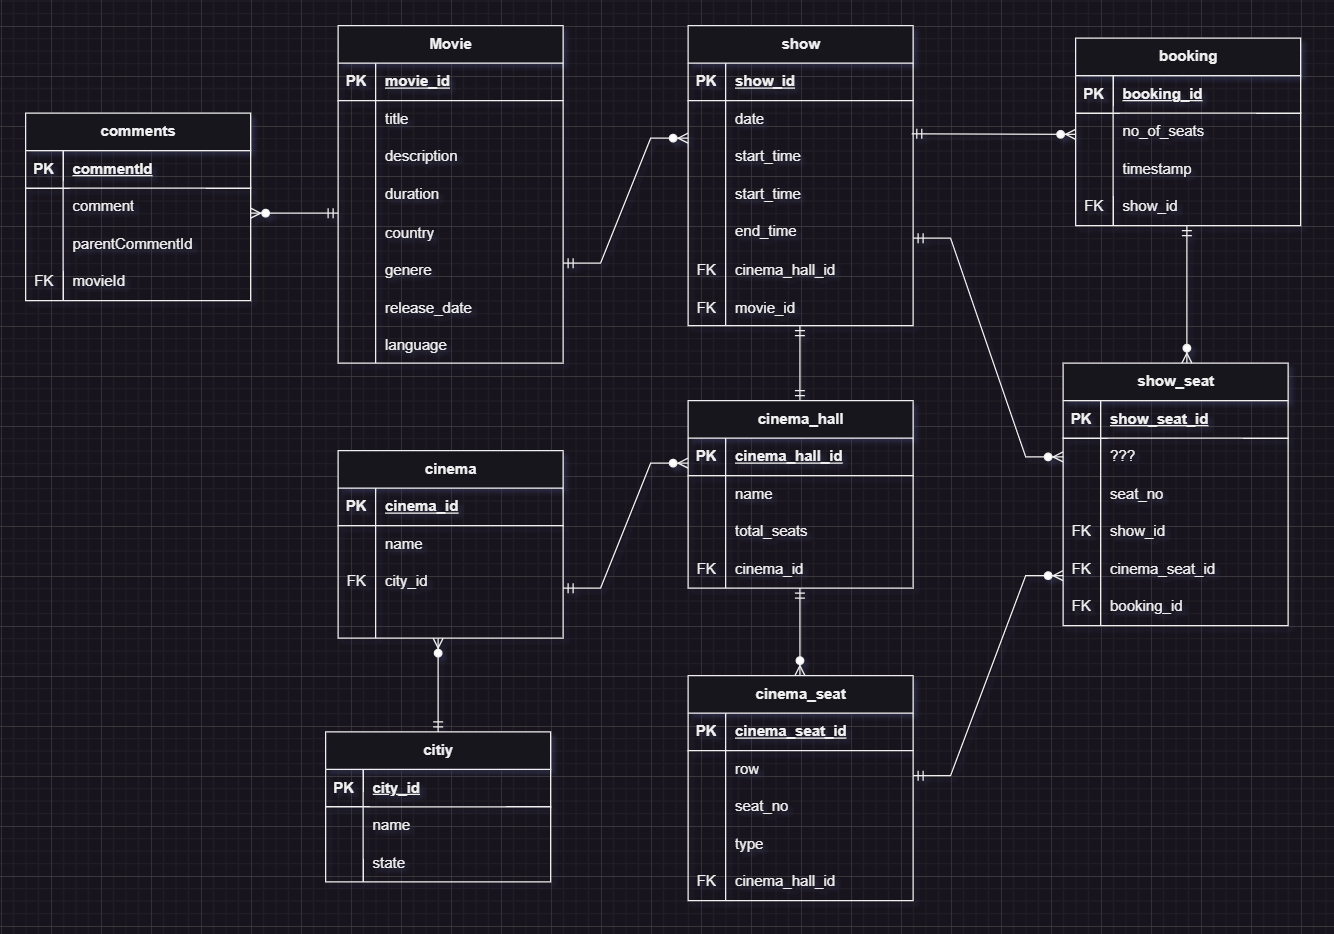 comments
PK commentId
comment
parentCommentId
FK movieId
Movie
PK movie_id
title
description
duration
country
genere
release_date
language
show
PK show_id
date
start_time
start_time
end_time
FK cinema_hall_id
FK movie_id
booking
PK booking_id
no_of_seats
timestamp
FK show_id
show_seat
PK show_seat_id
???
seat_no
FK show_id
FK cinema_seat_id
FK booking_id
cinema_hall
PK cinema_hall_id
name
total_seats
FK cinema_id
cinema
PK cinema_id
name
FK city_id
citiy
PK city_id
name
state
cinema_seat
PK cinema_seat_id
row
seat_no
type
FK cinema_hall_id